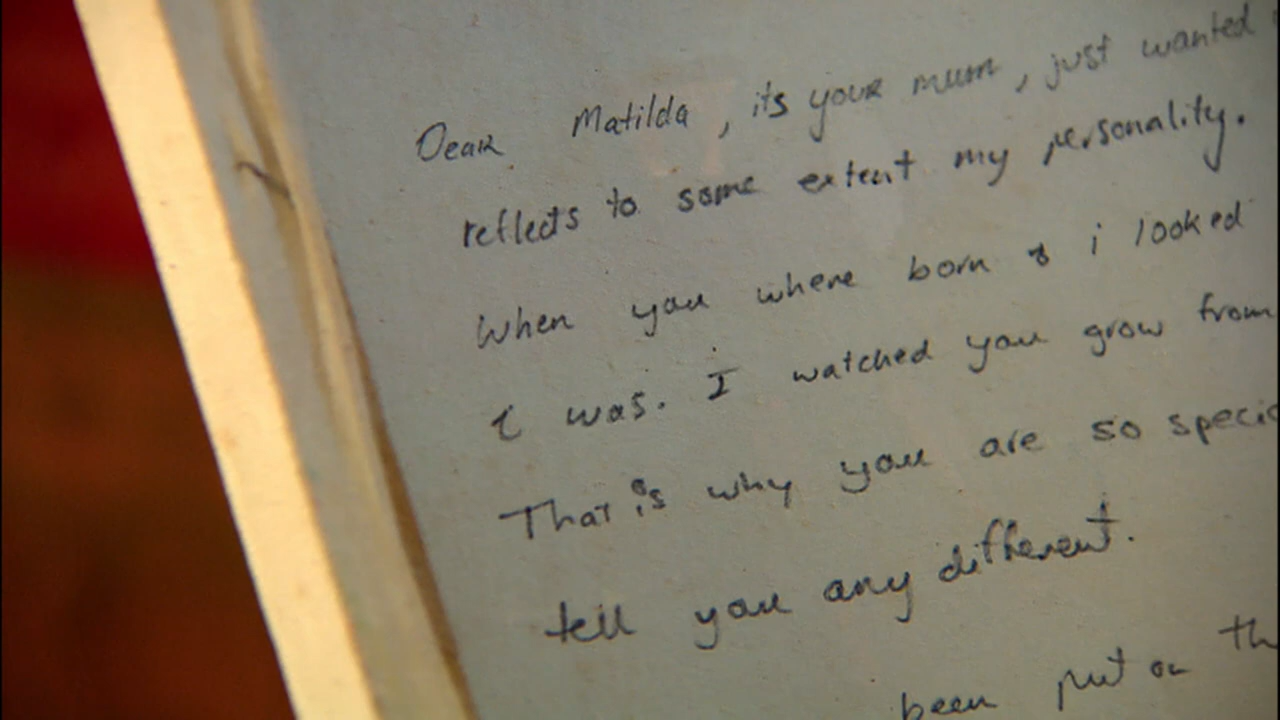 Dear Matilda, its your mum, just wanted
reflects to some extent my personality.
When you where born & i looked
i was. I watched you grow from
That is why you are so
tell you any different.
been put on